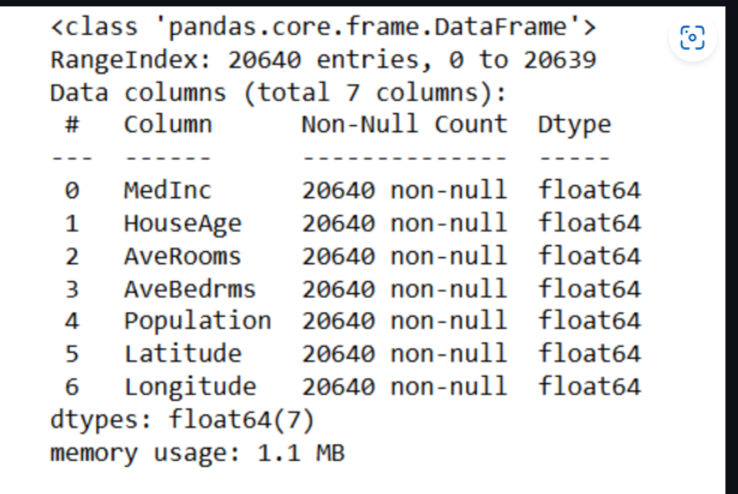 <class 'pandas.core.frame.DataFrame'>
RangeIndex: 20640 entries, 0 to 20639
Data columns (total 7 columns):
 #   Column      Non-Null Count  Dtype
---  ------      --------------  -----
 0   MedInc      20640 non-null  float64
 1   HouseAge    20640 non-null  float64
 2   AveRooms    20640 non-null  float64
 3   AveBedrms   20640 non-null  float64
 4   Population  20640 non-null  float64
 5   Latitude    20640 non-null  float64
 6   Longitude   20640 non-null  float64
dtypes: float64(7)
memory usage: 1.1 MB